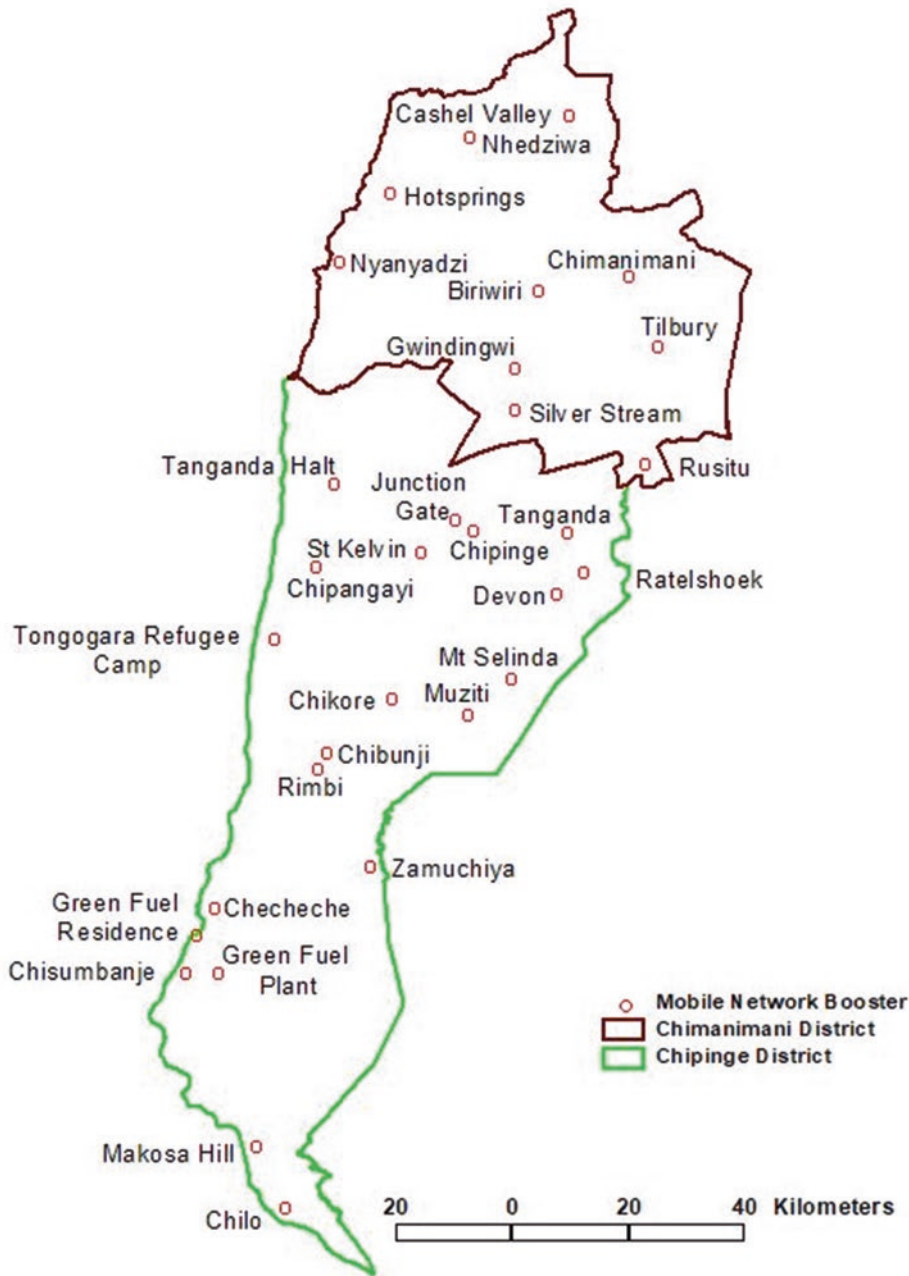 Cashel Valley
Nhedziwa
Hotsprings
Nyanyadzi
Chimanimani
Biriwiri
Tilbury
Gwindingwi
Silver Stream
Rusitu
Tanganda Halt
Junction
Gate
Tanganda
St Kelvin
Chipinge
Chipangayi
Devon
Ratelshoek
Tongogara Refugee
Camp
Mt Selinda
Muziti
Chikore
Chibunji
Rimbi
Zamuchiya
Green Fuel
Residence
Checheche
Chisumbanje
Green Fuel
Plant
Mobile Network Booster
Chimanimani District
Chipinge District
Makosa Hill
Chilo
20 0 20 40 Kilometers